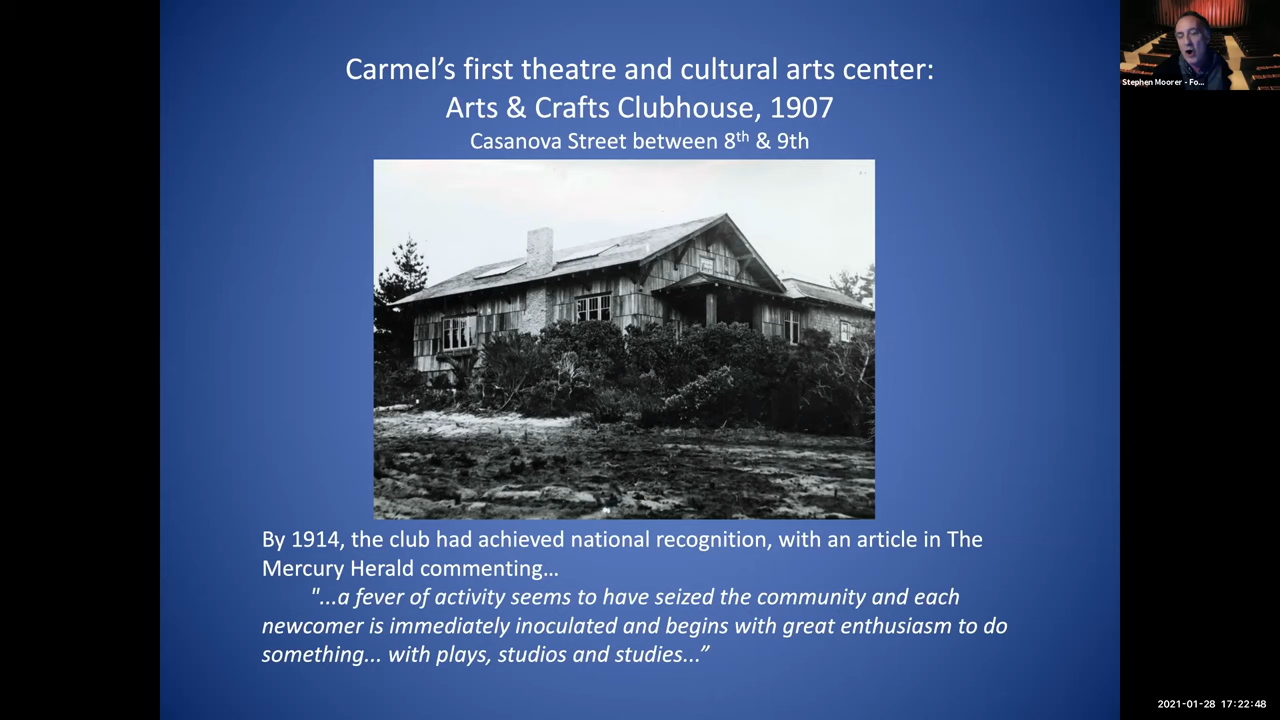 Carmel’s first theatre and cultural arts center:
Arts & Crafts Clubhouse, 1907
Casanova Street between 8th & 9th
By 1914, the club had achieved national recognition, with an article in The
Mercury Herald commenting…
"...a fever of activity seems to have seized the community and each
newcomer is immediately inoculated and begins with great enthusiasm to do
something... with plays, studios and studies...”
Stephen Moorer - Fo...
2021-01-28 17:22:48